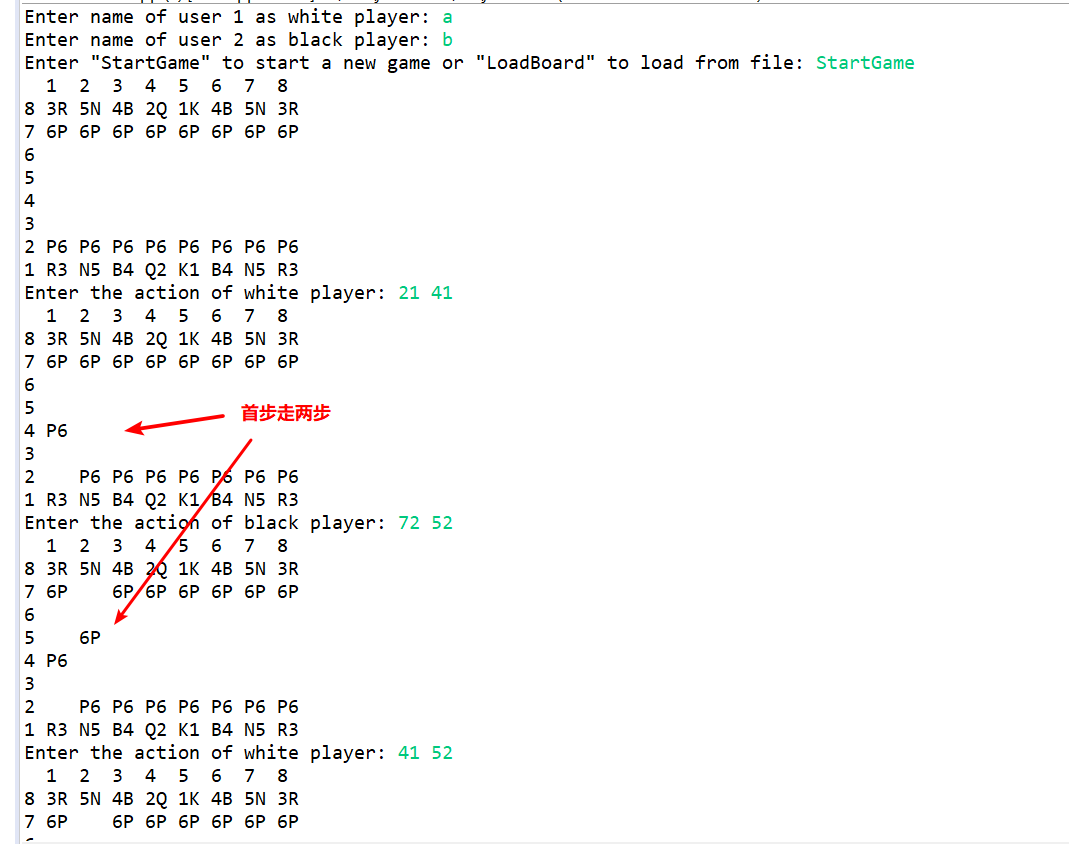 Enter name of user 1 as white player: a
Enter name of user 2 as black player: b
Enter "StartGame" to start a new game or "LoadBoard" to load from file: StartGame
  1  2  3  4  5  6  7  8
8 3R 5N 4B 2Q 1K 4B 5N 3R
7 6P 6P 6P 6P 6P 6P 6P 6P
6
5
4
3
2 P6 P6 P6 P6 P6 P6 P6 P6
1 R3 N5 B4 Q2 K1 B4 N5 R3
Enter the action of white player: 21 41
  1  2  3  4  5  6  7  8
8 3R 5N 4B 2Q 1K 4B 5N 3R
7 6P 6P 6P 6P 6P 6P 6P 6P
6
5
首步走两步
4 P6
3
2    P6 P6 P6 P6 P6 P6 P6
1 R3 N5 B4 Q2 K1 B4 N5 R3
Enter the action of black player: 72 52
  1  2  3  4  5  6  7  8
8 3R 5N 4B 2Q 1K 4B 5N 3R
7 6P    6P 6P 6P 6P 6P 6P
6
5    6P
4 P6
3
2    P6 P6 P6 P6 P6 P6 P6
1 R3 N5 B4 Q2 K1 B4 N5 R3
Enter the action of white player: 41 52
  1  2  3  4  5  6  7  8
8 3R 5N 4B 2Q 1K 4B 5N 3R
7 6P    6P 6P 6P 6P 6P 6P